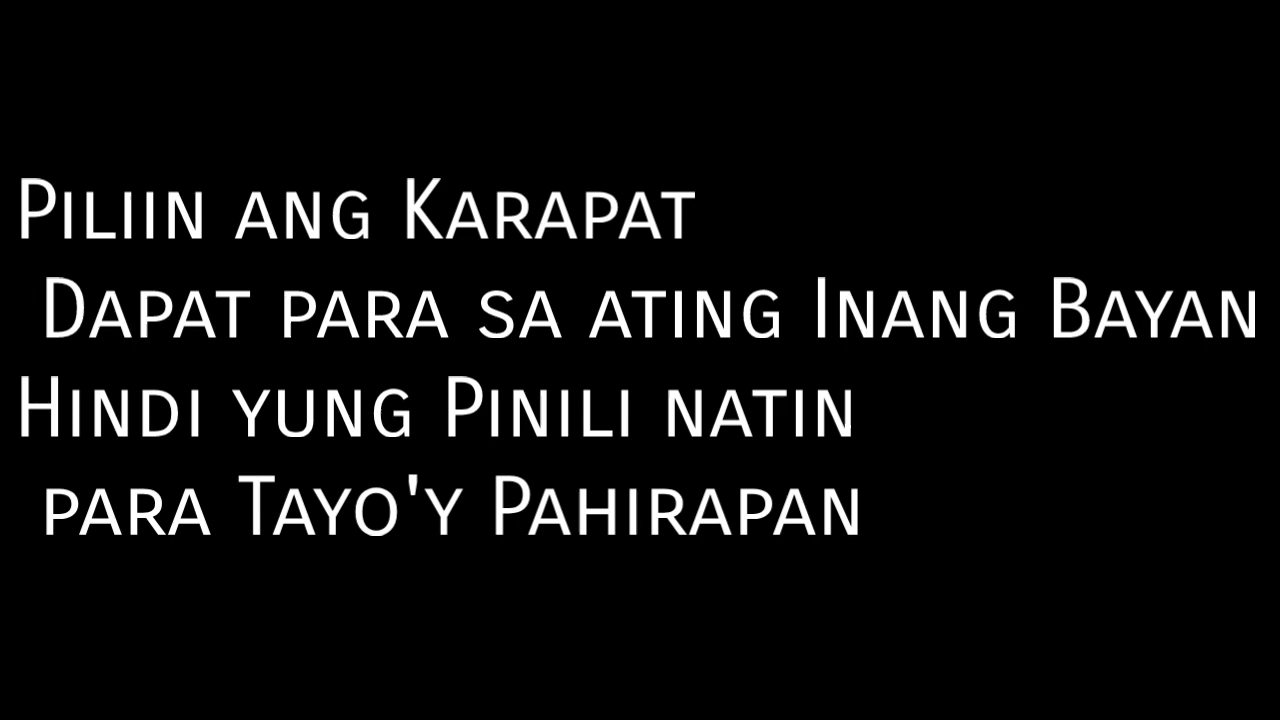 Piliin ang Karapat
Dapat para sa ating Inang Bayan
Hindi yung Pinili natin
para Tayo'y Pahirapan